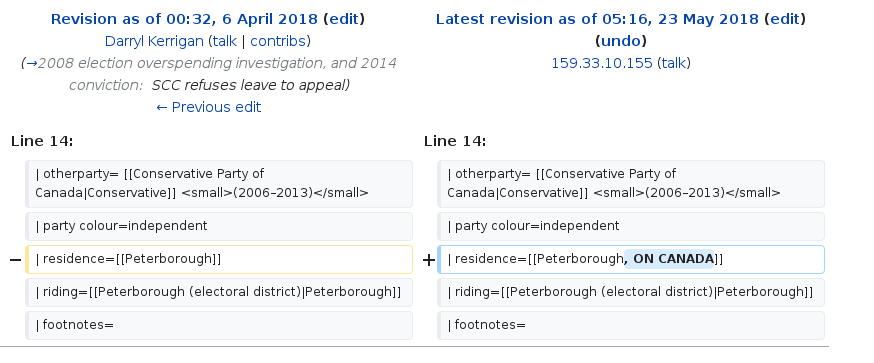 Revision as of 00:32, 6 April 2018 (edit)
Darryl Kerrigan (talk | contribs)
(→2008 election overspending investigation, and 2014
conviction: SCC refuses leave to appeal)
← Previous edit
Latest revision as of 05:16, 23 May 2018 (edit)
(undo)
159.33.10.155 (talk)
Line 14:
Line 14:
| otherparty= [[Conservative Party of
Canada|Conservative]] <small>(2006–2013)</small>
| otherparty= [[Conservative Party of
Canada|Conservative]] <small>(2006–2013)</small>
| party colour=independent
| party colour=independent
− | residence=[[Peterborough]]
+ | residence=[[Peterborough, ON CANADA]]
| riding=[[Peterborough (electoral district)|Peterborough]]
| riding=[[Peterborough (electoral district)|Peterborough]]
| footnotes=
| footnotes=